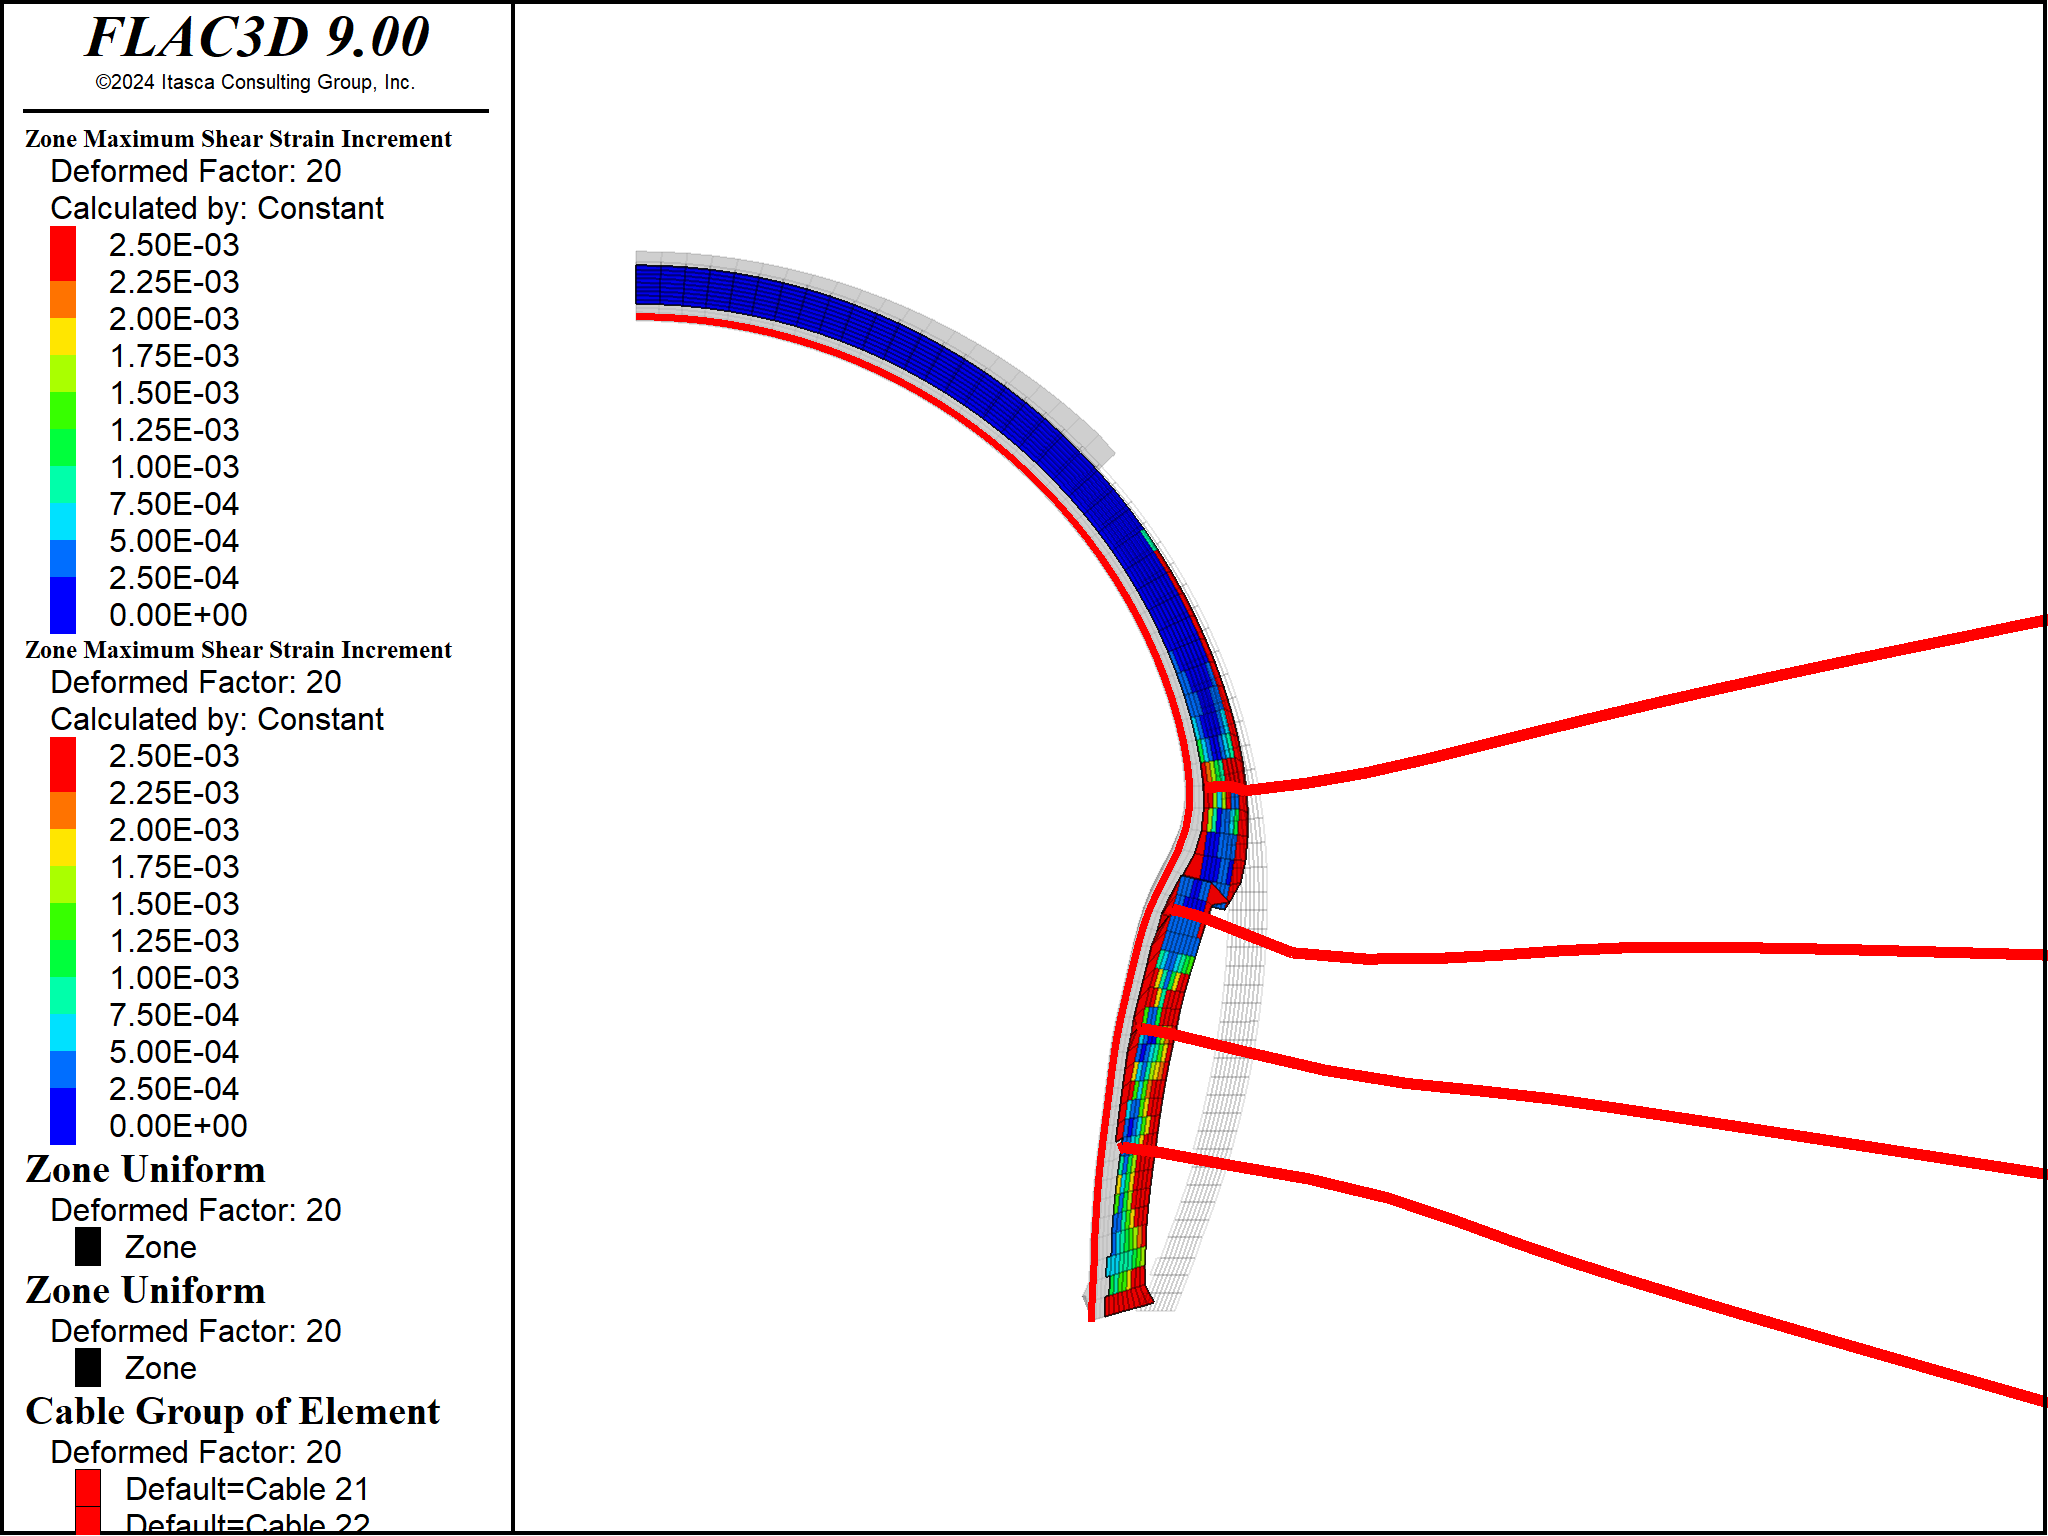 FLAC3D 9.00
©2024 Itasca Consulting Group, Inc.
Zone Maximum Shear Strain Increment
Deformed Factor: 20
Calculated by: Constant
2.50E-03
2.25E-03
2.00E-03
1.75E-03
1.50E-03
1.25E-03
1.00E-03
7.50E-04
5.00E-04
2.50E-04
0.00E+00
Zone Maximum Shear Strain Increment
Deformed Factor: 20
Calculated by: Constant
2.50E-03
2.25E-03
2.00E-03
1.75E-03
1.50E-03
1.25E-03
1.00E-03
7.50E-04
5.00E-04
2.50E-04
0.00E+00
Zone Uniform
Deformed Factor: 20
Zone
Zone Uniform
Deformed Factor: 20
Zone
Cable Group of Element
Deformed Factor: 20
Default=Cable 21
Default=Cable 22